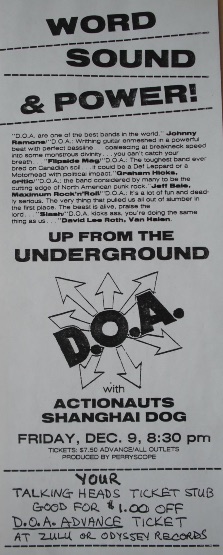 WORD
SOUND
& POWER!
"D.O.A. are one of the best bands in the world." Johnny
Ramone/"D.O.A.: Writhing guitar enmeshed in a powerful
beat with perfect bassline coalescing at breakneck speed
into some monstrous divinity . . . you can't catch your
breath. "Flipside Mag/"D.O.A.: The toughest band ever
bred on Canadian soil it could be a Def Leppard or a
Motorhead with political impact."Graham Hicks,
critic/"D.O.A.: the band considered by many to be the
cutting edge of North American punk rock."Jeff Bale,
Maximum Rock'n'Roll/"D.O.A.: It's a lot of fun and dead-
ly serious. The very thing that pulled us all out of slumber in
the first place. The beast is alive, praise the
lord . . ."Slash/"D.O.A. kicks ass, you're doing the same
thing as us . . ."David Lee Roth, Van Halen
UP FROM THE
UNDERGROUND
D.O.A.
with
ACTIONAUTS
SHANGHAI DOG
FRIDAY, DEC. 9, 8:30 pm
TICKETS: $7.50 ADVANCE/ALL OUTLETS
PRODUCED BY PERRYSCOPE
YOUR
TALKING HEADS TICKET STUB
GOOD FOR $1.00 OFF
D.O.A. ADVANCE TICKET
AT ZULU OR ODYSSEY RECORDS